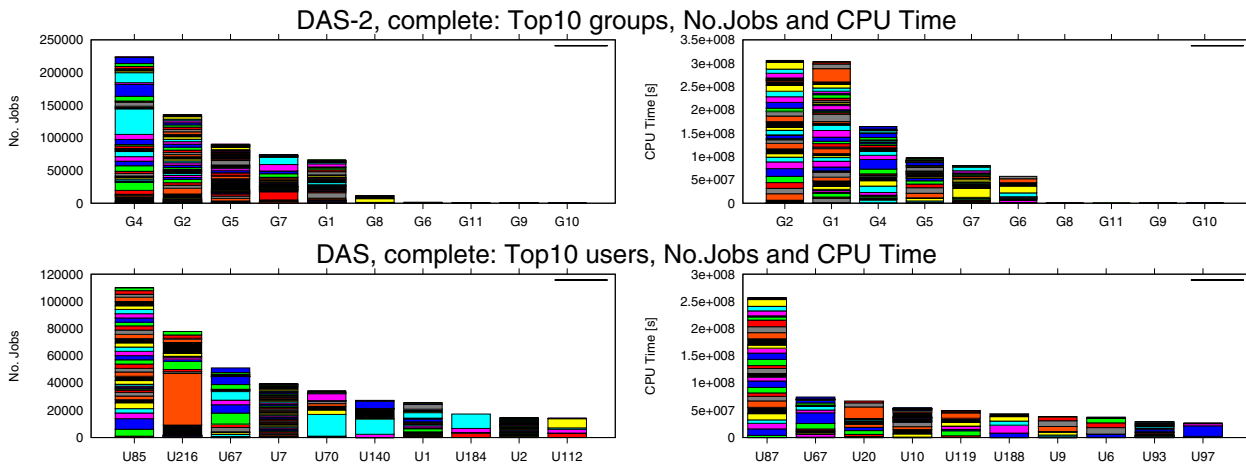 DAS-2, complete: Top10 groups, No.Jobs and CPU Time
250000
200000
150000
100000
50000
0
No. Jobs
G4 G2 G5 G7 G1 G8 G6 G11 G9 G10
3.5e+008
3e+008
2.5e+008
2e+008
1.5e+008
1e+008
5e+007
0
CPU Time [s]
G2 G1 G4 G5 G7 G6 G8 G11 G9 G10
DAS, complete: Top10 users, No.Jobs and CPU Time
120000
100000
80000
60000
40000
20000
0
No. Jobs
U85 U216 U67 U7 U70 U140 U1 U184 U2 U112
3e+008
2.5e+008
2e+008
1.5e+008
1e+008
5e+007
0
CPU Time [s]
U87 U67 U20 U10 U119 U188 U9 U6 U93 U97